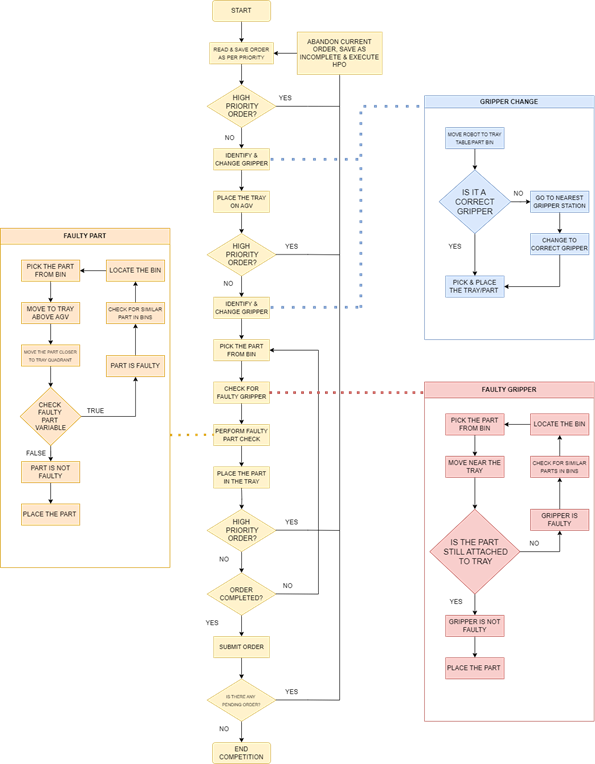 START
READ & SAVE ORDER
AS PER PRIORITY
ABANDON CURRENT
ORDER, SAVE AS
INCOMPLETE & EXECUTE
HPO
HIGH
PRIORITY
ORDER?
YES
NO
IDENTIFY &
CHANGE GRIPPER
PLACE THE TRAY
ON AGV
HIGH
PRIORITY
ORDER?
YES
NO
IDENTIFY &
CHANGE GRIPPER
PICK THE PART
FROM BIN
CHECK FOR
FAULTY GRIPPER
PERFORM FAULTY
PART CHECK
PLACE THE PART
IN THE TRAY
HIGH
PRIORITY
ORDER?
YES
NO
ORDER
COMPLETED?
NO
YES
SUBMIT ORDER
IS THERE ANY
PENDING ORDER?
YES
NO
END
COMPETITION
FAULTY PART
PICK THE PART
FROM BIN
LOCATE THE BIN
MOVE TO TRAY
ABOVE AGV
CHECK FOR SIMILAR
PART IN BINS
MOVE THE PART CLOSER
TO TRAY QUADRANT
PART IS FAULTY
CHECK
FAULTY
PART
VARIABLE
TRUE
FALSE
PART IS NOT
FAULTY
PLACE THE PART
GRIPPER CHANGE
MOVE ROBOT TO TRAY
TABLE/PART BIN
IS IT A
CORRECT
GRIPPER
NO
GO TO NEAREST
GRIPPER STATION
YES
CHANGE TO
CORRECT GRIPPER
PICK & PLACE
THE TRAY/PART
FAULTY GRIPPER
PICK THE PART
FROM BIN
LOCATE THE BIN
MOVE NEAR THE
TRAY
CHECK FOR SIMILAR
PARTS IN BINS
GRIPPER IS
FAULTY
IS THE PART
STILL ATTACHED
TO TRAY
NO
YES
GRIPPER IS NOT
FAULTY
PLACE THE PART